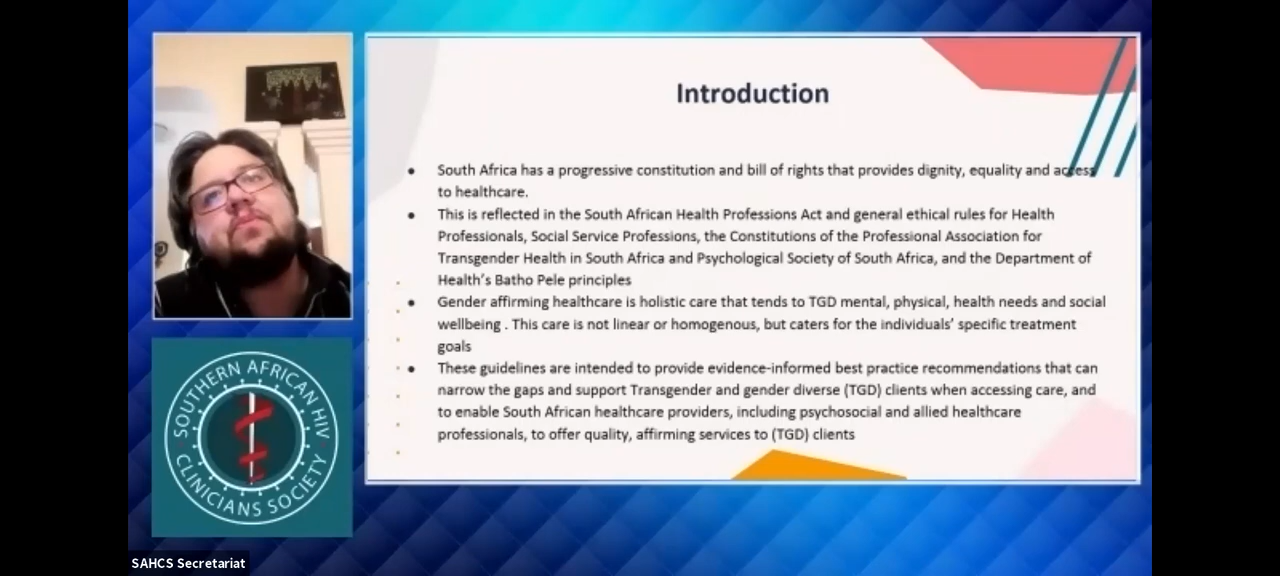 Introduction
● South Africa has a progressive constitution and bill of rights that provides dignity, equality and access
to healthcare.
● This is reflected in the South African Health Professions Act and general ethical rules for Health
Professionals, Social Service Professions, the Constitutions of the Professional Association for
Transgender Health in South Africa and Psychological Society of South Africa, and the Department of
Health's Batho Pele principles
● Gender affirming healthcare is holistic care that tends to TGD mental, physical, health needs and social
wellbeing . This care is not linear or homogenous, but caters for the individuals' specific treatment
goals
● These guidelines are intended to provide evidence-informed best practice recommendations that can
narrow the gaps and support Transgender and gender diverse (TGD) clients when accessing care, and
to enable South African healthcare providers, including psychosocial and allied healthcare
professionals, to offer quality, affirming services to (TGD) clients
SOUTHERN AFRICAN HIV
CLINICIANS SOCIETY
SAHCS Secretariat